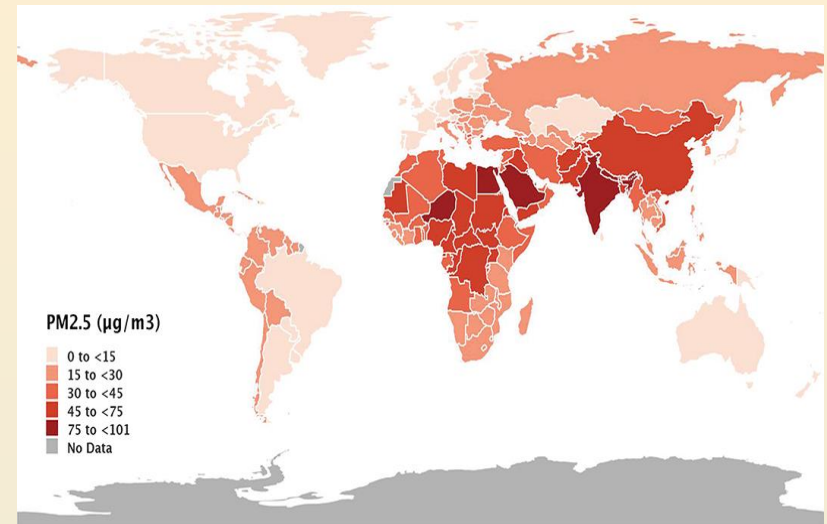 PM2.5 (µg/m3)
0 to <15
15 to <30
30 to <45
45 to <75
75 to <101
No Data